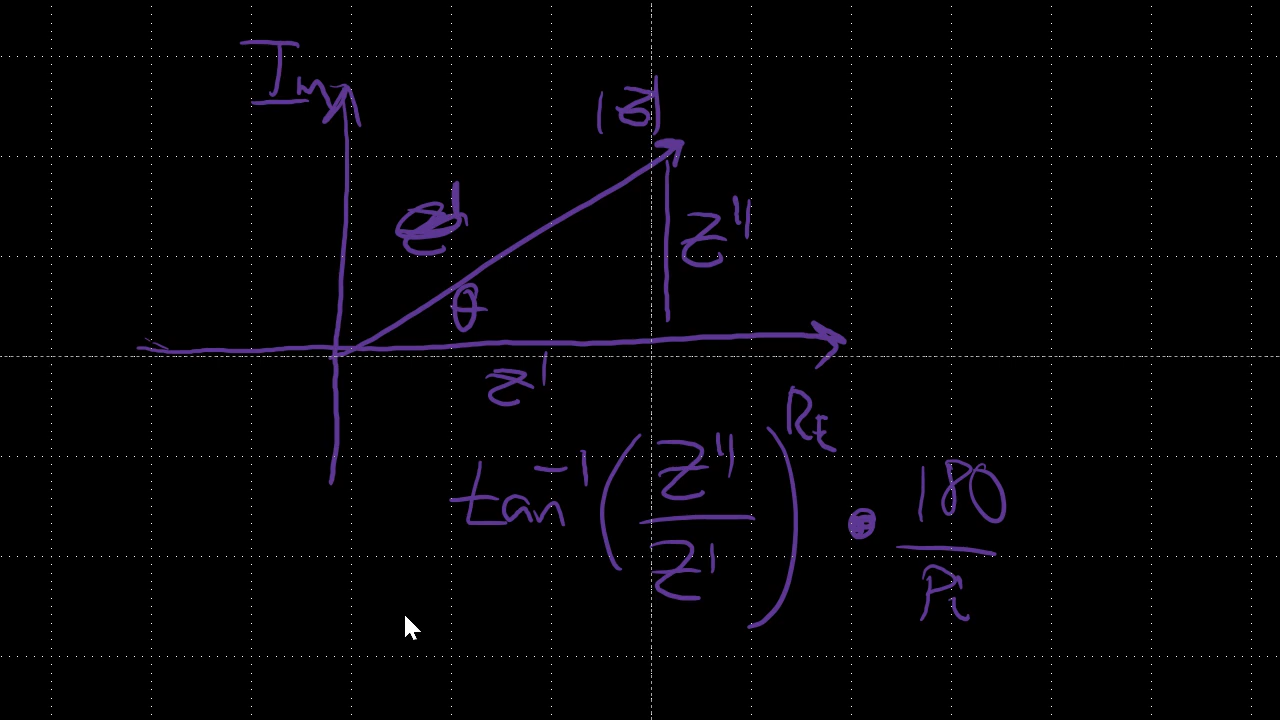 Im
|Z|
Z''
θ
Z'
Re
tan⁻¹(Z''/Z') • 180/Pi